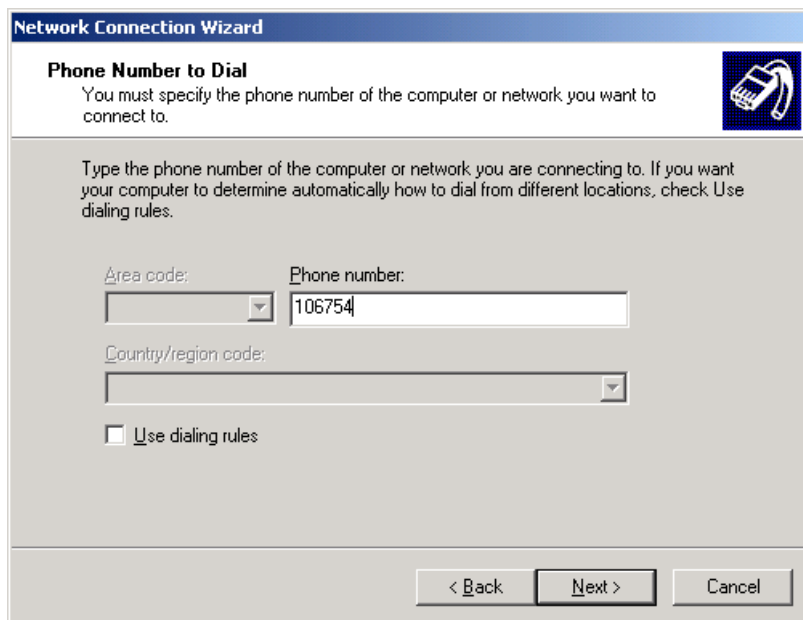 Network Connection Wizard
Phone Number to Dial
You must specify the phone number of the computer or network you want to
connect to.
Type the phone number of the computer or network you are connecting to. If you want
your computer to determine automatically how to dial from different locations, check Use
dialing rules.
Area code: Phone number:
106754
Country/region code:
Use dialing rules
< Back Next > Cancel